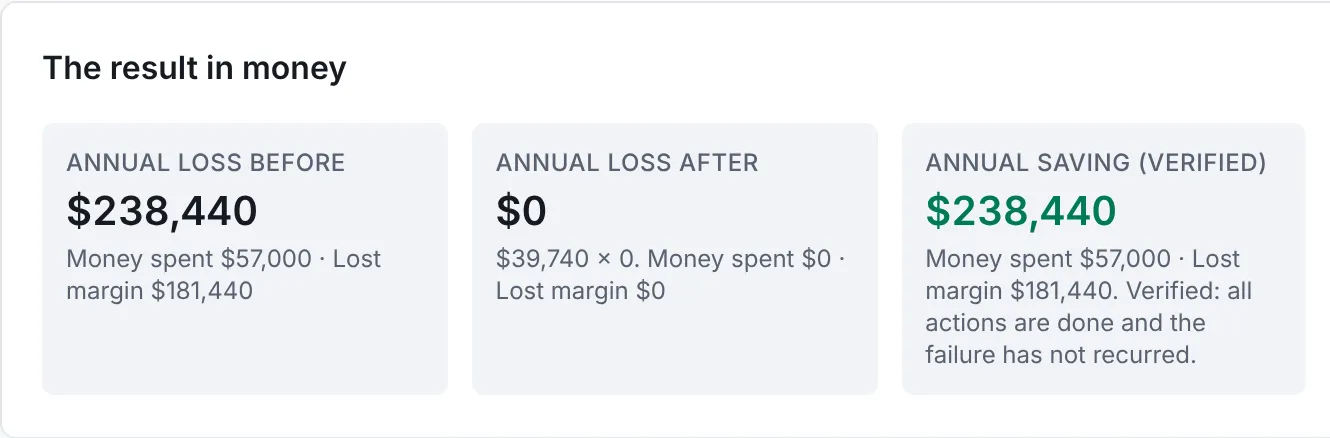 The result in money
ANNUAL LOSS BEFORE
$238,440
Money spent $57,000 · Lost
margin $181,440
ANNUAL LOSS AFTER
$0
$39,740 × 0. Money spent $0 ·
Lost margin $0
ANNUAL SAVING (VERIFIED)
$238,440
Money spent $57,000 · Lost
margin $181,440. Verified: all
actions are done and the
failure has not recurred.